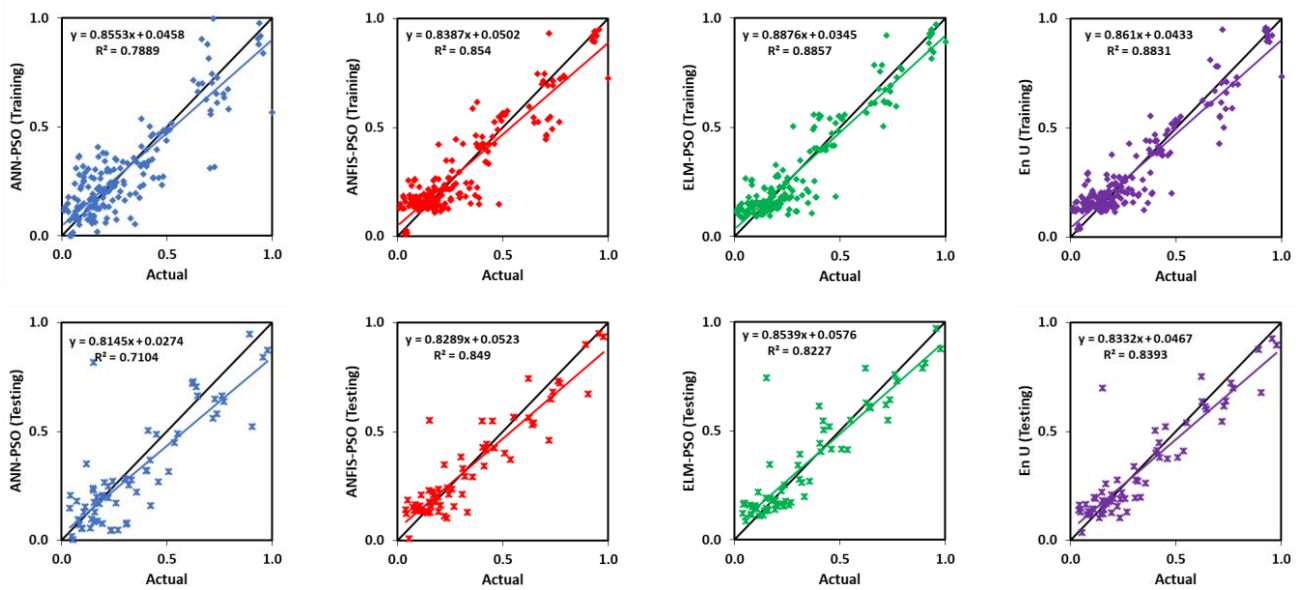 1.0
y = 0.8553x + 0.0458
R² = 0.7889
ANN-PSO (Training)
0.5
0.0
0.0 0.5 1.0
Actual
1.0
y = 0.8387x + 0.0502
R² = 0.854
ANFIS-PSO (Training)
0.5
0.0
0.0 0.5 1.0
Actual
1.0
y = 0.8876x + 0.0345
R² = 0.8857
ELM-PSO (Training)
0.5
0.0
0.0 0.5 1.0
Actual
1.0
y = 0.861x + 0.0433
R² = 0.8831
En U (Training)
0.5
0.0
0.0 0.5 1.0
Actual
1.0
y = 0.8145x + 0.0274
R² = 0.7104
ANN-PSO (Testing)
0.5
0.0
0.0 0.5 1.0
Actual
1.0
y = 0.8289x + 0.0523
R² = 0.849
ANFIS-PSO (Testing)
0.5
0.0
0.0 0.5 1.0
Actual
1.0
y = 0.8539x + 0.0576
R² = 0.8227
ELM-PSO (Testing)
0.5
0.0
0.0 0.5 1.0
Actual
1.0
y = 0.8332x + 0.0467
R² = 0.8393
En U (Testing)
0.5
0.0
0.0 0.5 1.0
Actual